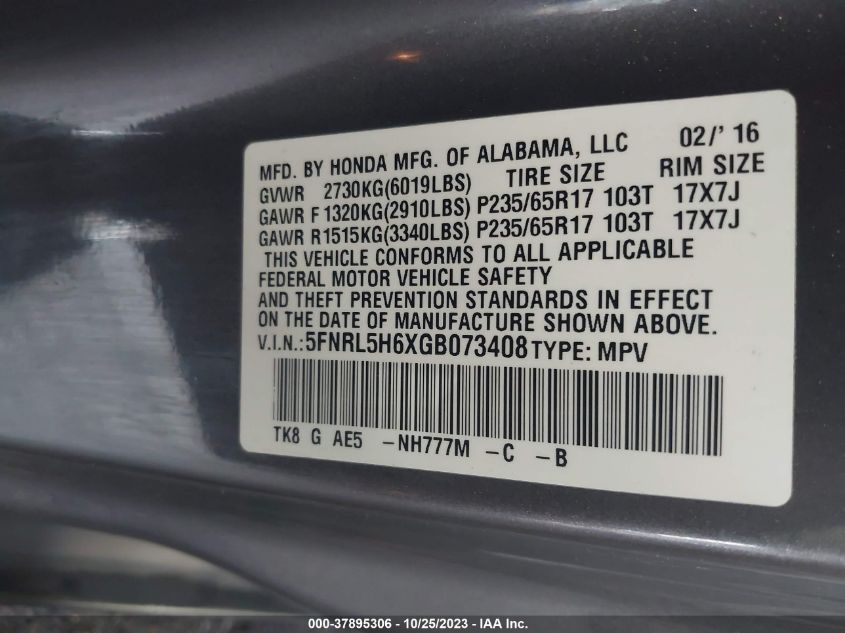 MFD. BY HONDA MFG. OF ALABAMA, LLC 02/' 16
GVWR 2730KG(6019LBS) TIRE SIZE RIM SIZE
GAWR F 1320KG(2910LBS) P235/65R17 103T 17X7J
GAWR R1515KG(3340LBS) P235/65R17 103T 17X7J
THIS VEHICLE CONFORMS TO ALL APPLICABLE
FEDERAL MOTOR VEHICLE SAFETY
AND THEFT PREVENTION STANDARDS IN EFFECT
ON THE DATE OF MANUFACTURE SHOWN ABOVE.
V.I.N.:5FNRL5H6XGB073408 TYPE: MPV
TK8 G AE5 -NH777M -C -B
000-37895306 - 10/25/2023 - IAA Inc.